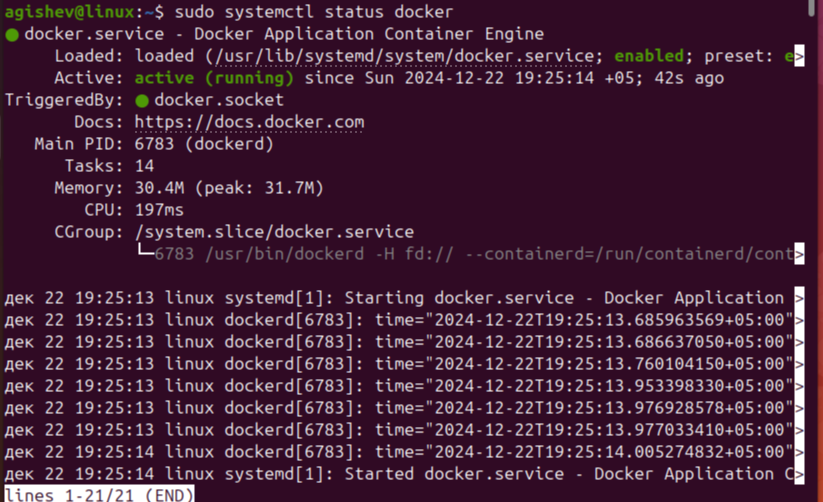 agishev@linux:~$ sudo systemctl status docker
● docker.service - Docker Application Container Engine
Loaded: loaded (/usr/lib/systemd/system/docker.service; enabled; preset: e>
Active: active (running) since Sun 2024-12-22 19:25:14 +05; 42s ago
TriggeredBy: ● docker.socket
Docs: https://docs.docker.com
Main PID: 6783 (dockerd)
Tasks: 14
Memory: 30.4M (peak: 31.7M)
CPU: 197ms
CGroup: /system.slice/docker.service
└─6783 /usr/bin/dockerd -H fd:// --containerd=/run/containerd/cont>
дек 22 19:25:13 linux systemd[1]: Starting docker.service - Docker Application >
дек 22 19:25:13 linux dockerd[6783]: time="2024-12-22T19:25:13.685963569+05:00">
дек 22 19:25:13 linux dockerd[6783]: time="2024-12-22T19:25:13.686637050+05:00">
дек 22 19:25:13 linux dockerd[6783]: time="2024-12-22T19:25:13.760104150+05:00">
дек 22 19:25:13 linux dockerd[6783]: time="2024-12-22T19:25:13.953398330+05:00">
дек 22 19:25:13 linux dockerd[6783]: time="2024-12-22T19:25:13.976928578+05:00">
дек 22 19:25:13 linux dockerd[6783]: time="2024-12-22T19:25:13.977033410+05:00">
дек 22 19:25:14 linux dockerd[6783]: time="2024-12-22T19:25:14.005274832+05:00">
дек 22 19:25:14 linux systemd[1]: Started docker.service - Docker Application C>
lines 1-21/21 (END)